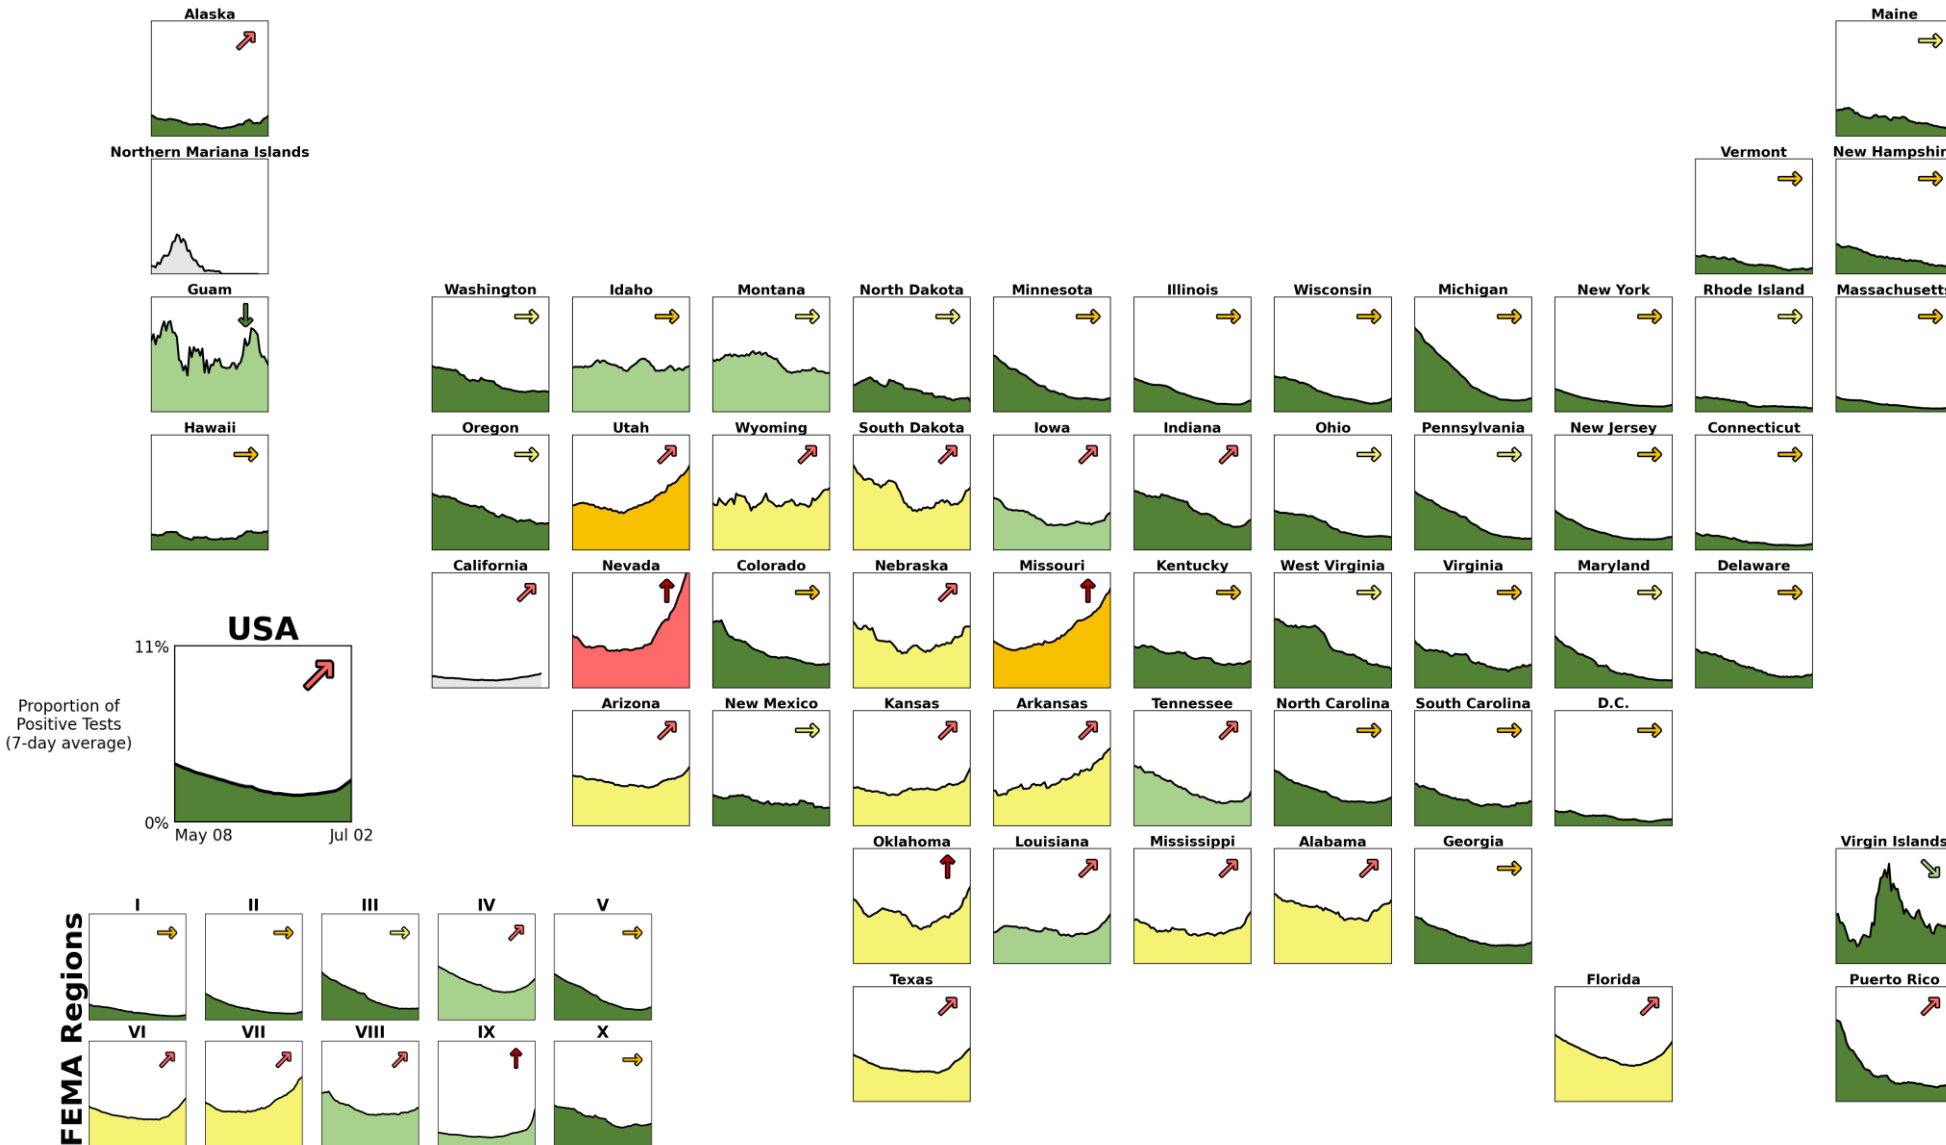 Alaska
Maine
Northern Mariana Islands
Vermont
New Hampshir
Guam
Washington
Idaho
Montana
North Dakota
Minnesota
Illinois
Wisconsin
Michigan
New York
Rhode Island
Massachusetts
Hawaii
Oregon
Utah
Wyoming
South Dakota
Iowa
Indiana
Ohio
Pennsylvania
New Jersey
Connecticut
California
Nevada
Colorado
Nebraska
Missouri
Kentucky
West Virginia
Virginia
Maryland
Delaware
USA
11%
Proportion of
Positive Tests
(7-day average)
0%
May 08
Jul 02
Arizona
New Mexico
Kansas
Arkansas
Tennessee
North Carolina
South Carolina
D.C.
Oklahoma
Louisiana
Mississippi
Alabama
Georgia
Virgin Islands
Texas
Florida
Puerto Rico
FEMA Regions
I
II
III
IV
V
VI
VII
VIII
IX
X